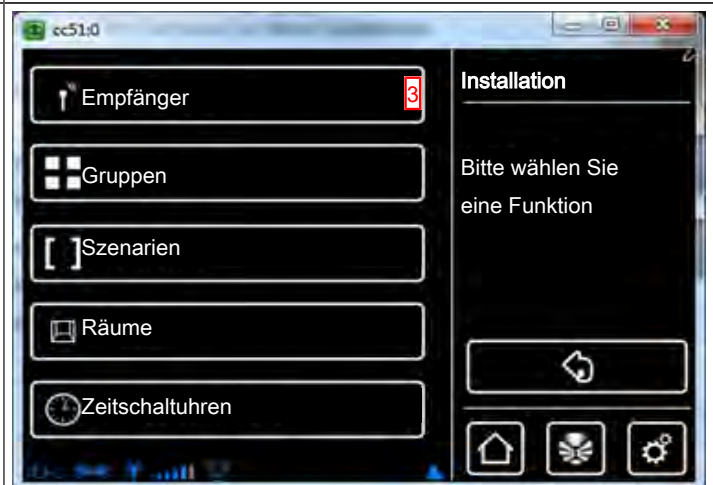 cc51:0
Empfänger
3
Gruppen
Szenarien
Räume
Zeitschaltuhren
Installation
Bitte wählen Sie
eine Funktion